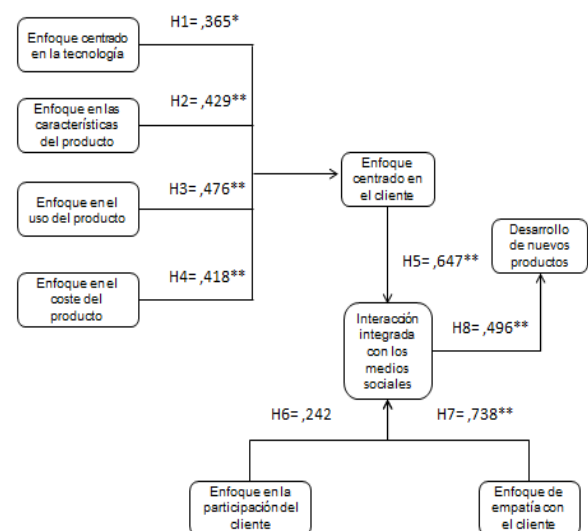 Enfoque centrado
en la tecnología
H1= ,365*
Enfoque en las
características
del producto
H2= ,429**
Enfoque en el
uso del producto
H3= ,476**
Enfoque en el
coste del
producto
H4= ,418**
Enfoque
centrado en
el cliente
H5= ,647**
Desarrollo
de nuevos
productos
Interacción
integrada
con los
medios
sociales
H8= ,496**
H6= ,242
H7= ,738**
Enfoque en la
participación del
cliente
Enfoque de
empatía con
el cliente